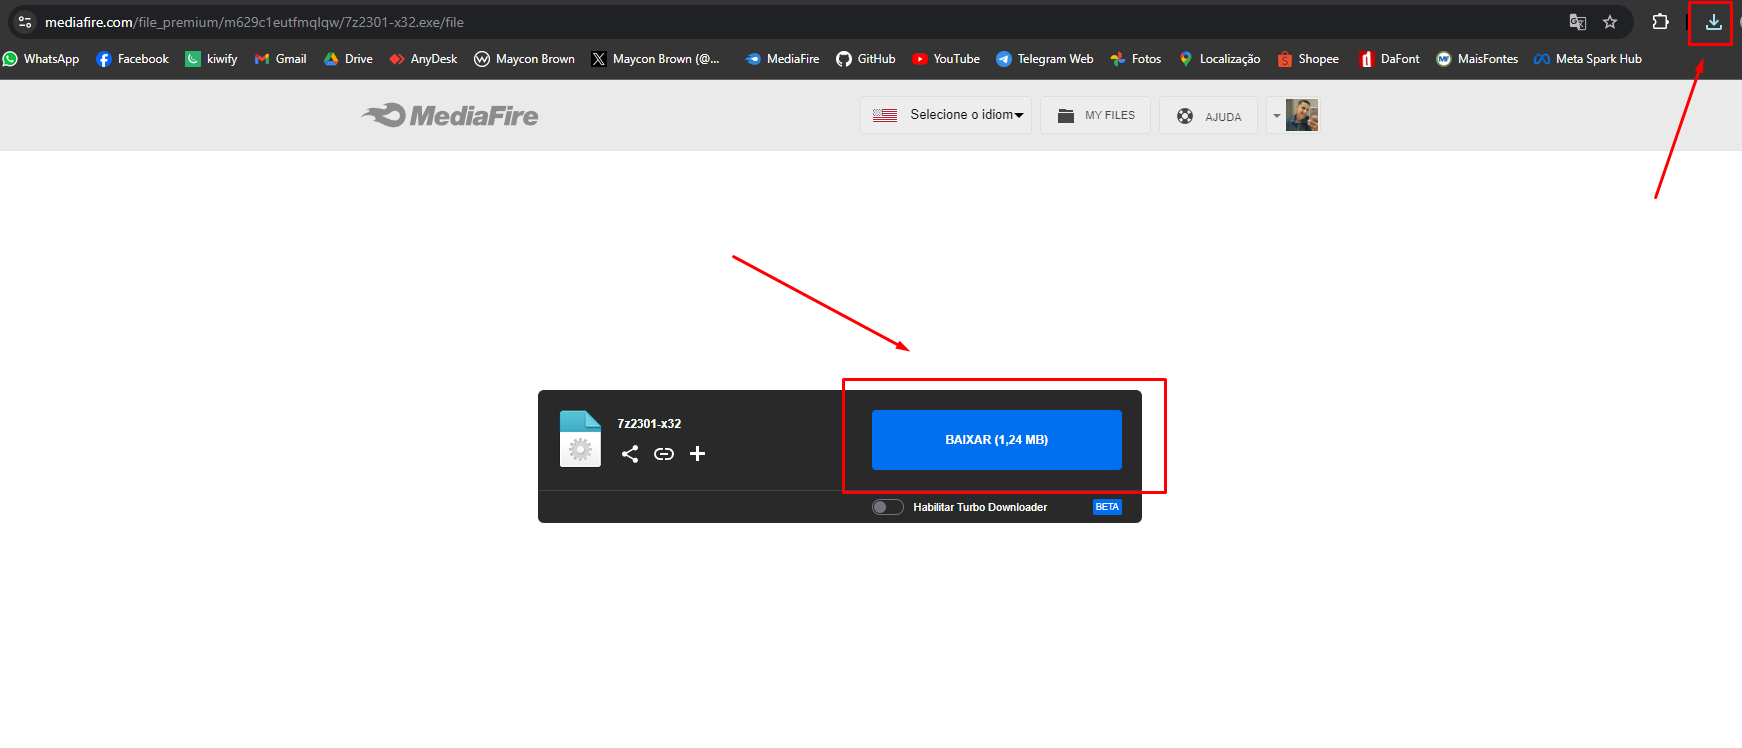 mediafire.com/file_premium/m629c1eutfmqlqw/7z2301-x32.exe/file
WhatsApp Facebook kiwify Gmail Drive AnyDesk Maycon Brown Maycon Brown (@... MediaFire GitHub YouTube Telegram Web Fotos Localização Shopee DaFont MaisFontes Meta Spark Hub
MediaFire Selecione o idiom MY FILES AJUDA
7z2301-x32
BAIXAR (1,24 MB)
Habilitar Turbo Downloader BETA